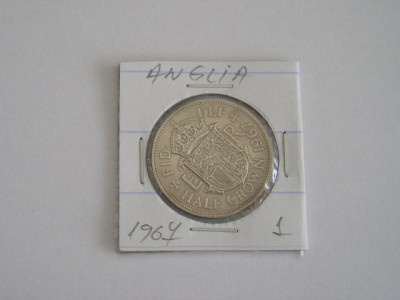 ANGLIA
FID DEF 1967
E R
HALF CROWN
1967 1